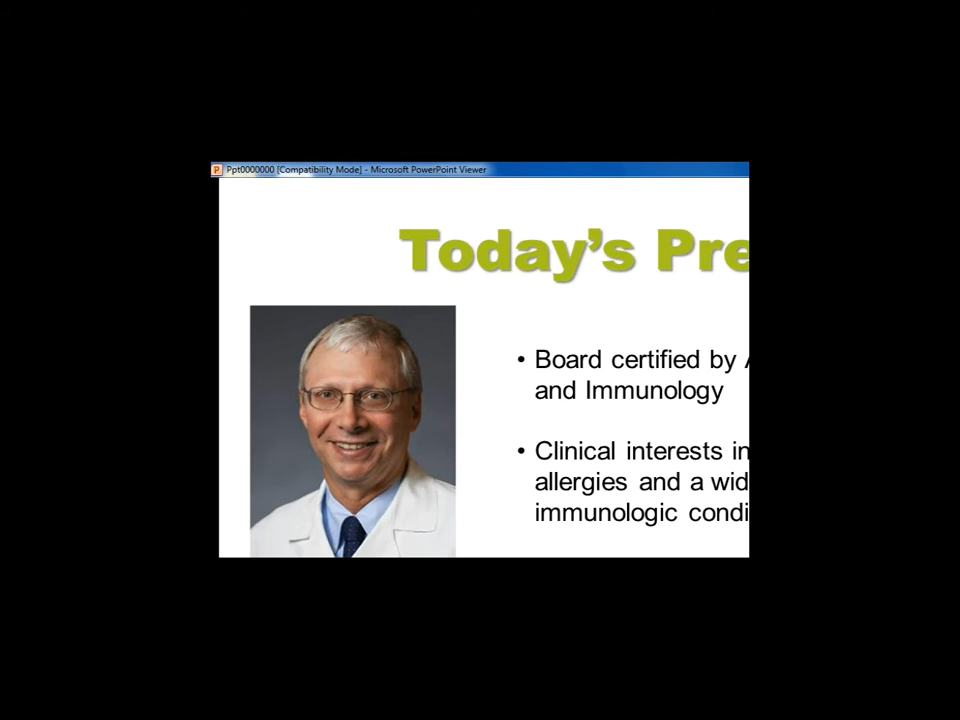 Ppt0000000 [Compatibility Mode] - Microsoft PowerPoint Viewer
Today's Pre
• Board certified by
and Immunology
• Clinical interests in
allergies and a wid
immunologic condi